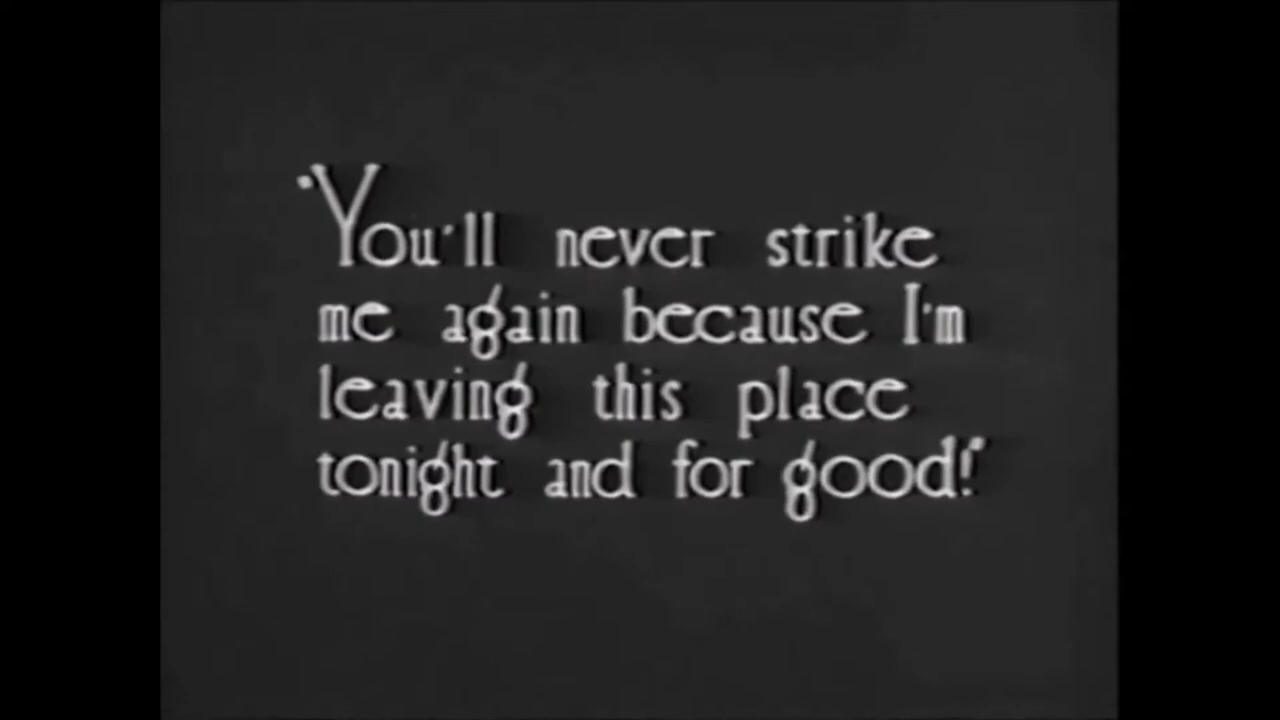 "You'll never strike
me again because I'm
leaving this place
tonight and for good!"